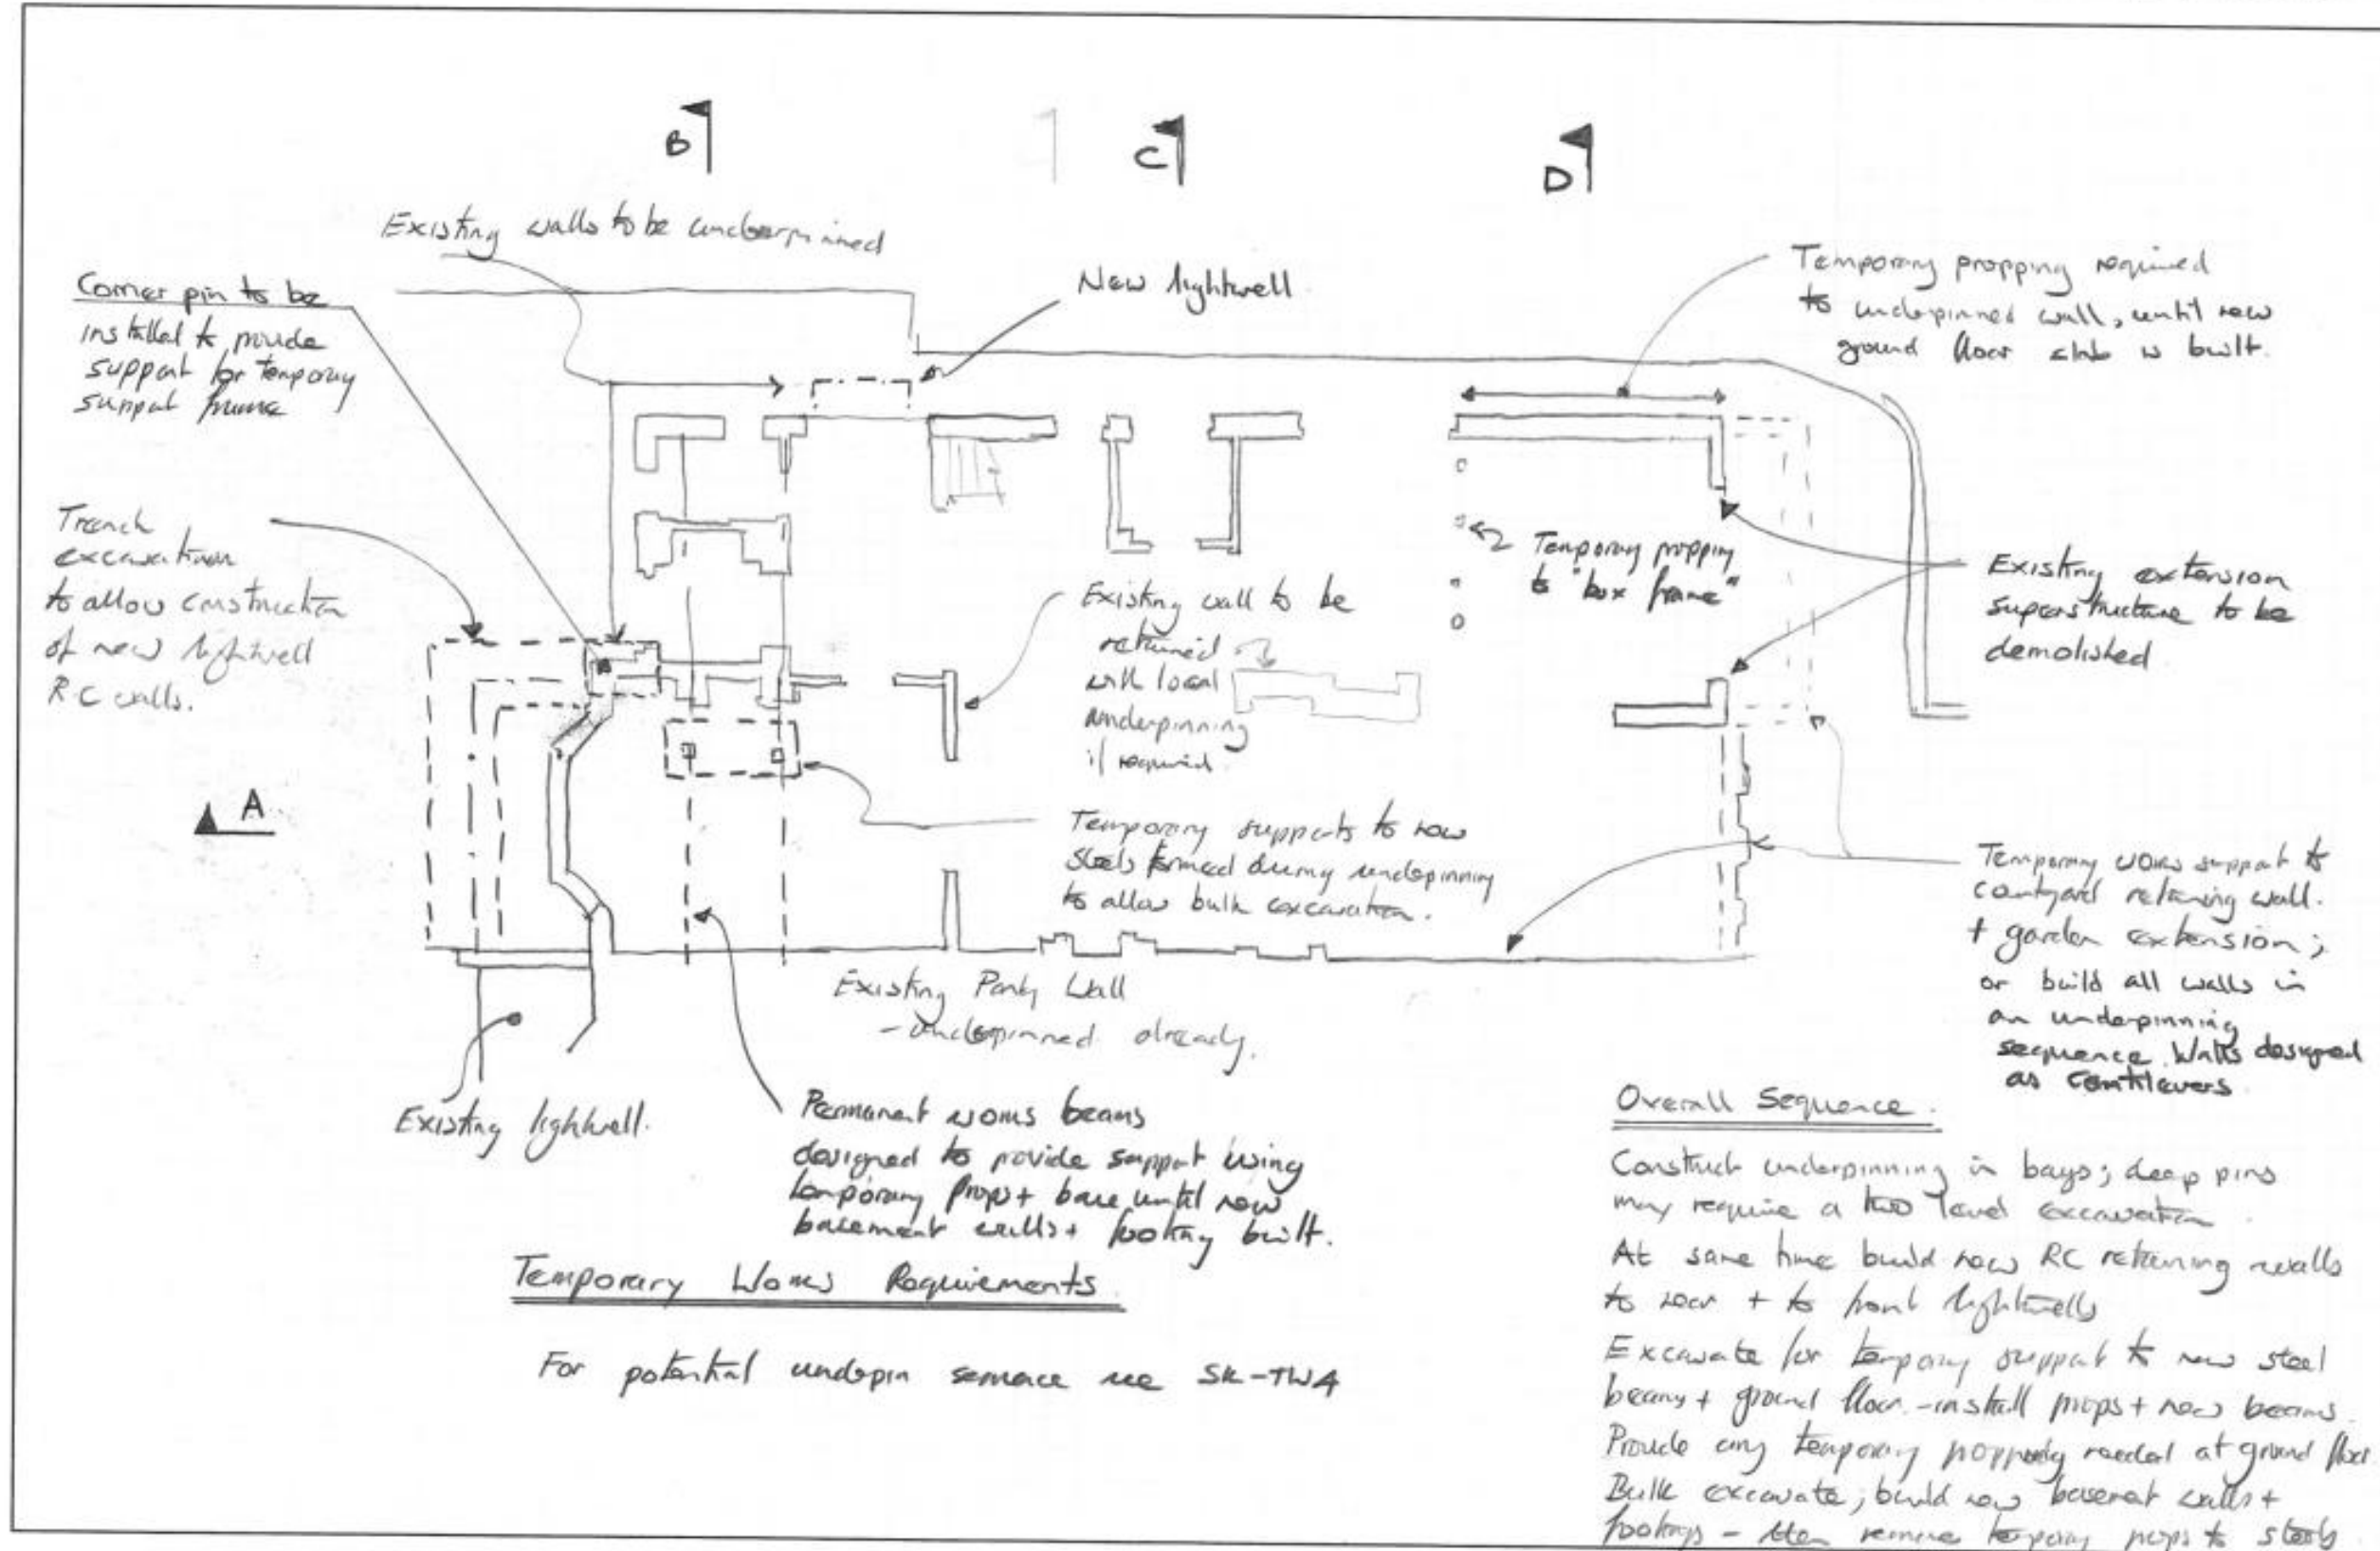 B
C
D
Existing walls to be underpinned
Corner pin to be
installed to provide
support for temporary
support frame
New lightwell
Temporary propping required
to underpinned wall, until new
ground floor slab is built.
Trench
excavation
to allow construction
of new lightwell
RC walls.
Temporary propping
to "box frame"
Existing extension
superstructure to be
demolished
Existing wall to be
retained
with local
underpinning
if required.
A
Temporary supports to new
steels formed during underpinning
to allow bulk excavation.
Temporary works support to
courtyard retaining wall.
+ garden extension;
or build all walls in
an underpinning
sequence. Walls designed
as cantilevers.
Existing Party Wall
- underpinned already.
Existing lightwell.
Permanent works beams
designed to provide support using
temporary props + base until new
basement walls + footing built.
Temporary Works Requirements
For potential underpin see SK-TW4
Overall Sequence.
Construct underpinning in bays; deep pins
may require a two level excavation.
At same time build new RC retaining walls
to rear + to front lightwells
Excavate for temporary support to new steel
beams + ground floor. - install props + new beams.
Provide any temporary needed at ground floor.
Bulk excavate; build new basement walls +
footings - then remove temporary props to steels